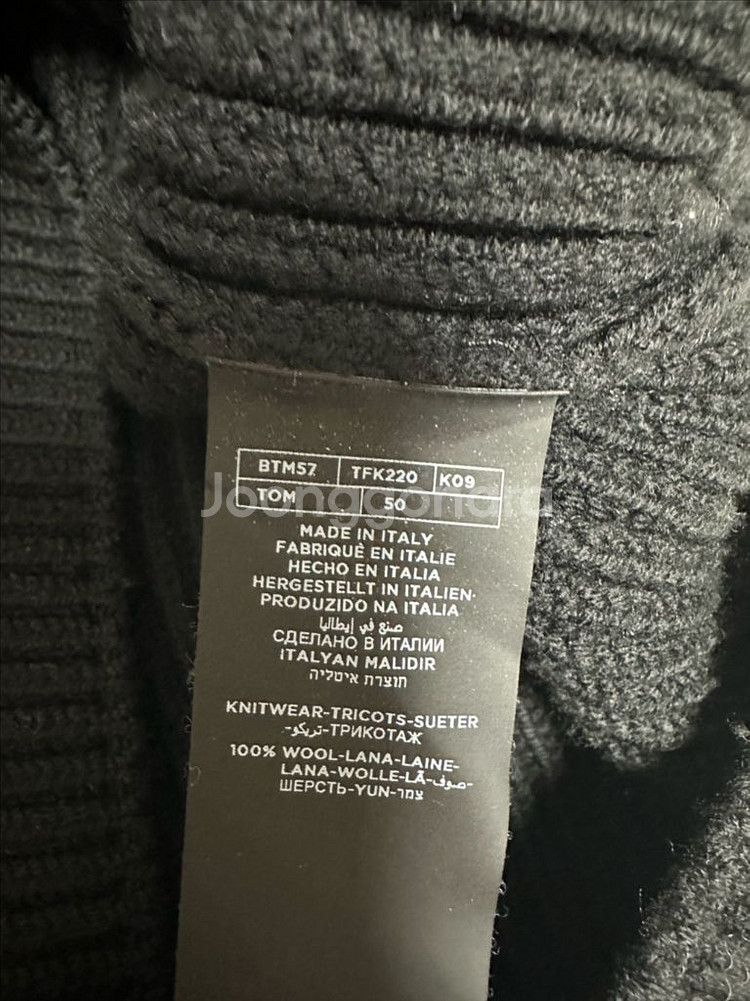 BTM57 TFK220 K09
TOM 50
Joonggonara
MADE IN ITALY
FABRIQUÈ EN ITALIE
HECHO EN ITALIA
HERGESTELLT IN ITALIEN·
PRODUZIDO NA ITALIA
صنع في إيطاليا
СДЕЛАНО В ИТАЛИИ
ITALYAN MALIDIR
תוצרת איטליה
KNITWEAR-TRICOTS-SUETER
-تريكو-ТРИКОТАЖ
100% WOOL-LANA-LAINE-
LANA-WOLLE-LÃ-صوف-
ШЕРСТЬ-YUN-צמר